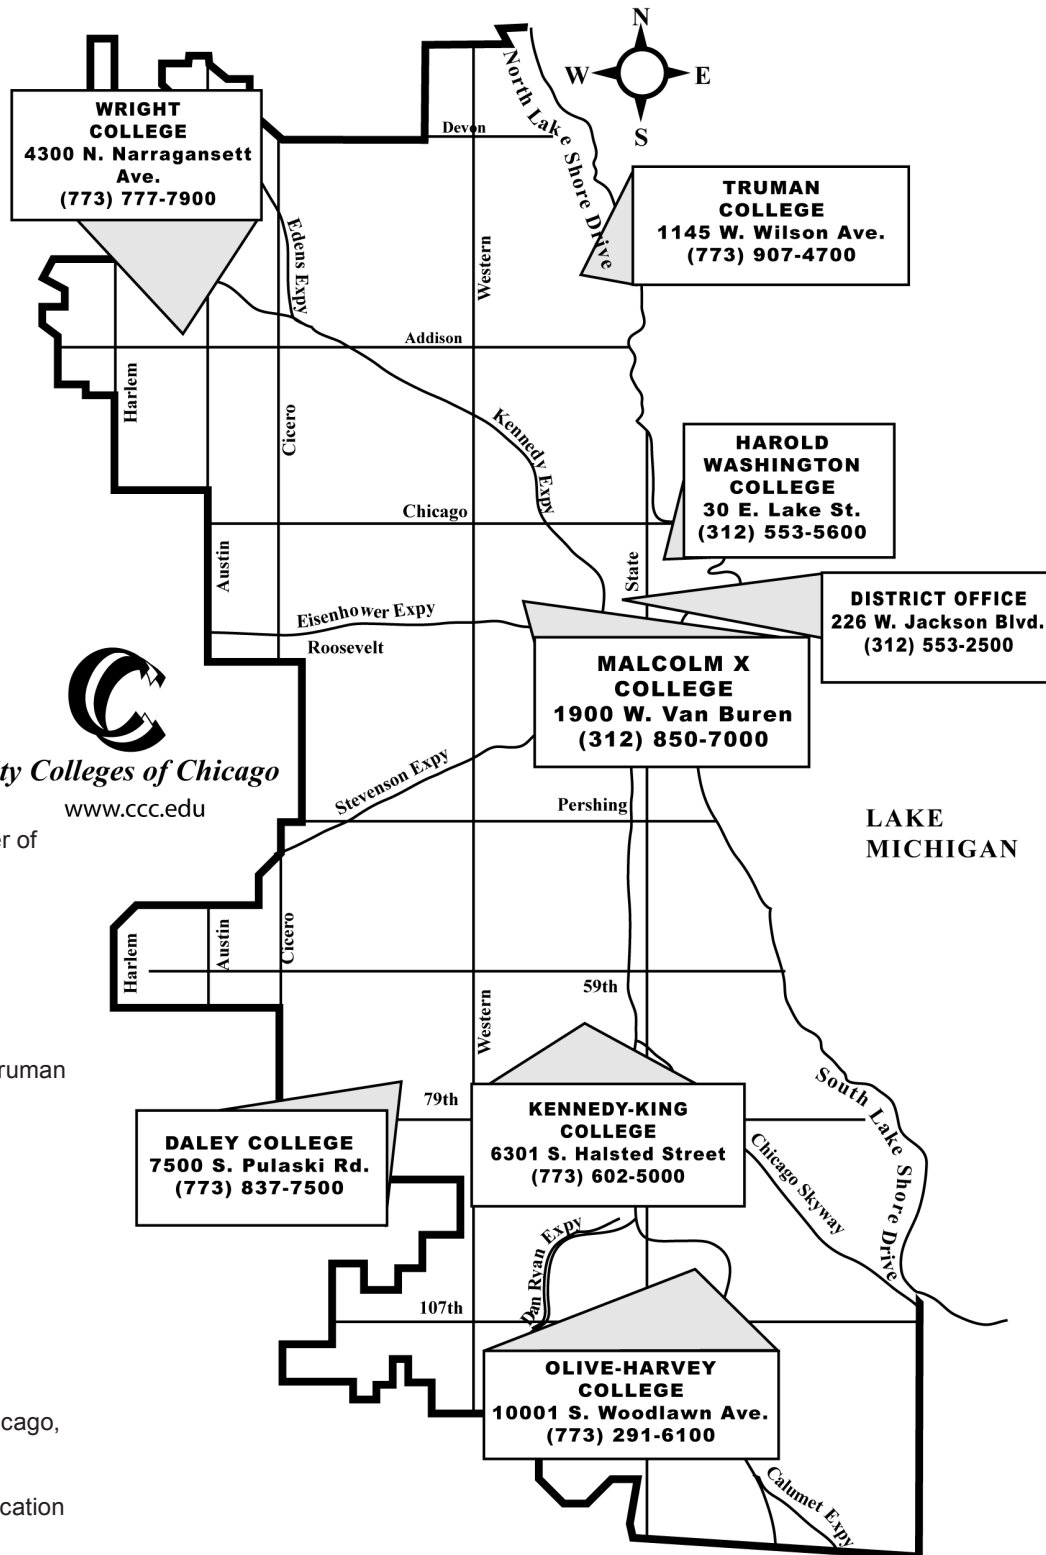 N
W
E
S
WRIGHT
COLLEGE
4300 N. Narragansett
Ave.
(773) 777-7900
Devon
North Lake Shore Drive
TRUMAN
COLLEGE
1145 W. Wilson Ave.
(773) 907-4700
Edens Expy
Western
Addison
Harlem
Cicero
Kennedy Expy
HAROLD
WASHINGTON
COLLEGE
30 E. Lake St.
(312) 553-5600
Chicago
Austin
State
DISTRICT OFFICE
226 W. Jackson Blvd.
(312) 553-2500
Eisenhower Expy
Roosevelt
MALCOLM X
COLLEGE
1900 W. Van Buren
(312) 850-7000
ty Colleges of Chicago
www.ccc.edu
Stevenson Expy
Pershing
LAKE
MICHIGAN
er of
Harlem
Austin
Cicero
59th
Western
ruman
79th
South Lake Shore Drive
KENNEDY-KING
COLLEGE
6301 S. Halsted Street
(773) 602-5000
DALEY COLLEGE
7500 S. Pulaski Rd.
(773) 837-7500
Chicago Skyway
Dan Ryan Expy
107th
OLIVE-HARVEY
COLLEGE
10001 S. Woodlawn Ave.
(773) 291-6100
cago,
Calumet Expy
cation